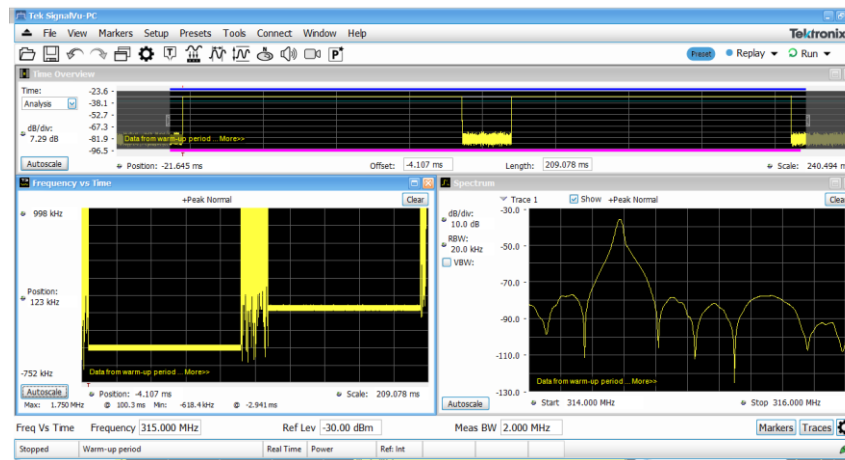 Tek SignalVu-PC
File View Markers Setup Presets Tools Connect Window Help
Tektronix
Preset Replay Run
Time Overview
Time:
Analysis
dB/div:
7.29 dB
Autoscale
-23.6
-38.1
-52.7
-67.3
-81.9
-96.5
Data from warm-up period ... More>>
Position: -21.645 ms Offset: -4.107 ms Length: 209.078 ms Scale: 240.494 m
Frequency vs Time
+Peak Normal Clear
998 kHz
Position:
123 kHz
-752 kHz
Data from warm-up period ... More>>
Autoscale Position: -4.107 ms Scale: 209.078 ms
Max: 1.750 MHz @ 100.3 ms Min: -618.4 kHz @ -2.941 ms
Spectrum
Trace 1 Show +Peak Normal Clea
dB/div:
10.0 dB
RBW:
20.0 kHz
VBW:
-30.0
-50.0
-70.0
-90.0
-110.0
-130.0
Data from warm-up period ... More>>
Autoscale Start 314.000 MHz Stop 316.000 MHz
Freq Vs Time Frequency 315.000 MHz Ref Lev -30.00 dBm Meas BW 2.000 MHz Markers Traces
Stopped Warm-up period Real Time Power Ref: Int